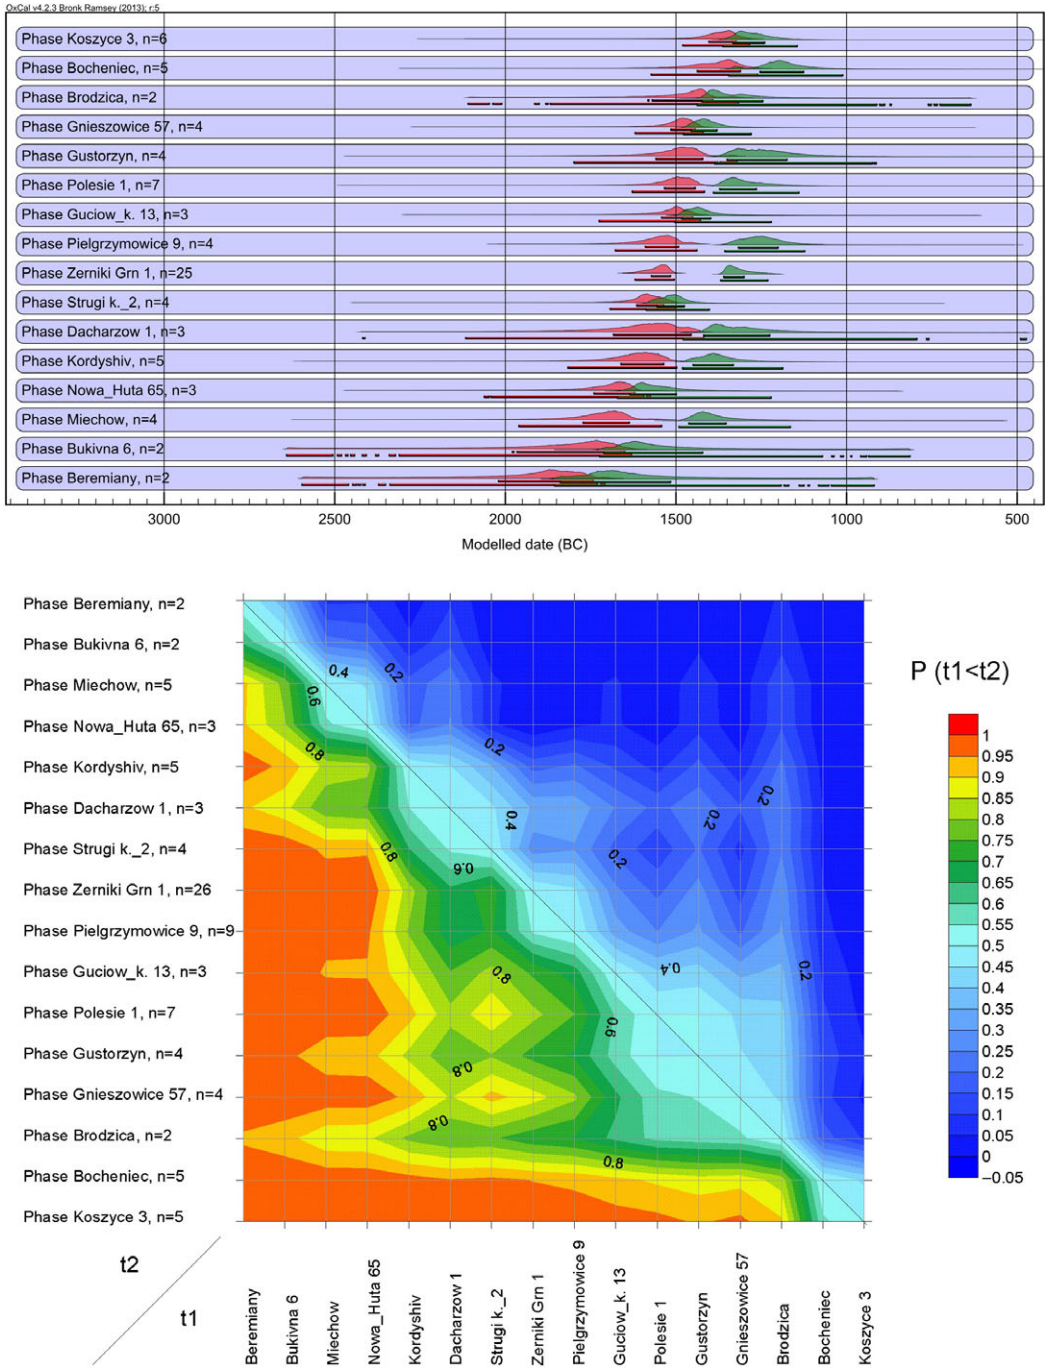 OxCal v4.2.3 Bronk Ramsey (2013); r:5
Phase Koszyce 3, n=6
Phase Bocheniec, n=5
Phase Brodzica, n=2
Phase Gnieszowice 57, n=4
Phase Gustorzyn, n=4
Phase Polesie 1, n=7
Phase Guciow_k. 13, n=3
Phase Pielgrzymowice 9, n=4
Phase Zerniki Grn 1, n=25
Phase Strugi k._2, n=4
Phase Dacharzow 1, n=3
Phase Kordyshiv, n=5
Phase Nowa_Huta 65, n=3
Phase Miechow, n=4
Phase Bukivna 6, n=2
Phase Beremiany, n=2
3000 2500 2000 1500 1000 500
Modelled date (BC)
Phase Beremiany, n=2
Phase Bukivna 6, n=2
Phase Miechow, n=5
Phase Nowa_Huta 65, n=3
Phase Kordyshiv, n=5
Phase Dacharzow 1, n=3
Phase Strugi k._2, n=4
Phase Zerniki Grn 1, n=26
Phase Pielgrzymowice 9, n=9
Phase Guciow_k. 13, n=3
Phase Polesie 1, n=7
Phase Gustorzyn, n=4
Phase Gnieszowice 57, n=4
Phase Brodzica, n=2
Phase Bocheniec, n=5
Phase Koszyce 3, n=5
0.4
0.2
0.6
0.2
0.8
0.2
0.4
0.2
0.8
0.2
0.6
0.4
0.2
0.8
0.6
0.8
0.8
0.8
P (t1<t2)
1
0.95
0.9
0.85
0.8
0.75
0.7
0.65
0.6
0.55
0.5
0.45
0.4
0.35
0.3
0.25
0.2
0.15
0.1
0.05
0
−0.05
t2
t1
Beremiany
Bukivna 6
Miechow
Nowa_Huta 65
Kordyshiv
Dacharzow 1
Strugi k._2
Zerniki Grn 1
Pielgrzymowice 9
Guciow_k. 13
Polesie 1
Gustorzyn
Gnieszowice 57
Brodzica
Bocheniec
Koszyce 3